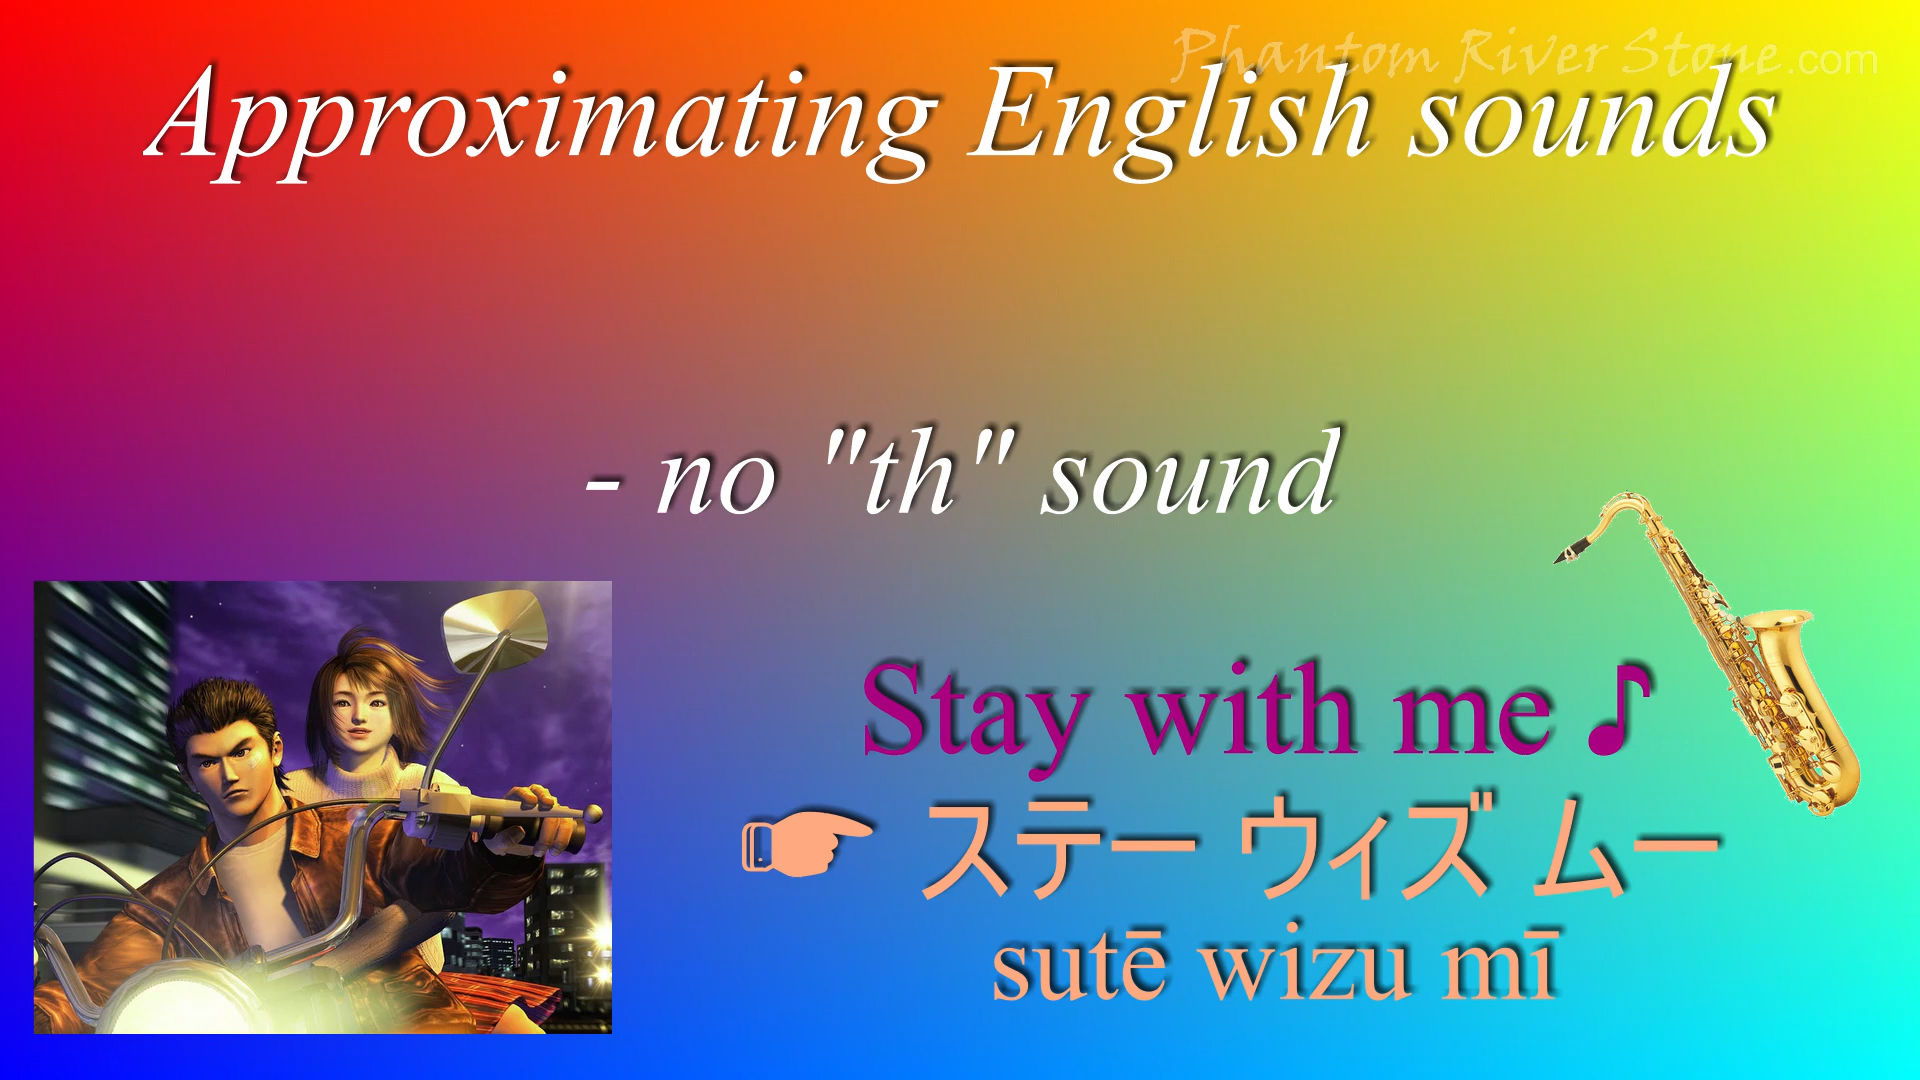 Phantom River Stone.com
Approximating English sounds
- no "th" sound
Stay with me ♪
☛ ステー ウィズ ムー
sutē wizu mī